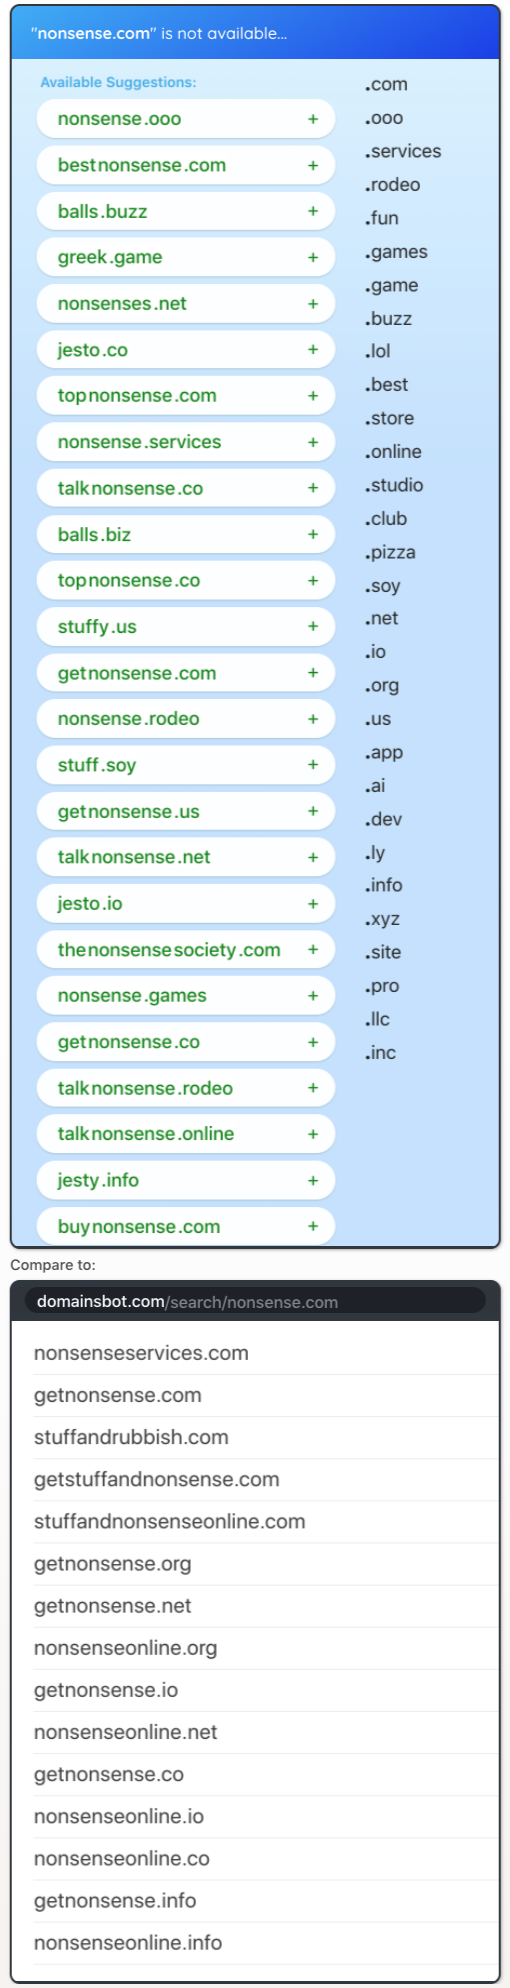 "nonsense.com" is not available...
Available Suggestions:
nonsense.ooo +
bestnonsense.com +
balls.buzz +
greek.game +
nonsenses.net +
jesto.co +
topnonsense.com +
nonsense.services +
talknonsense.co +
balls.biz +
topnonsense.co +
stuffy.us +
getnonsense.com +
nonsense.rodeo +
stuff.soy +
getnonsense.us +
talknonsense.net +
jesto.io +
thenonsensesociety.com +
nonsense.games +
getnonsense.co +
talknonsense.rodeo +
talknonsense.online +
jesty.info +
buynonsense.com +
.com
.ooo
.services
.rodeo
.fun
.games
.game
.buzz
.lol
.best
.store
.online
.studio
.club
.pizza
.soy
.net
.io
.org
.us
.app
.ai
.dev
.ly
.info
.xyz
.site
.pro
.llc
.inc
Compare to:
domainsbot.com/search/nonsense.com
nonsenseservices.com
getnonsense.com
stuffandrubbish.com
getstuffandnonsense.com
stuffandnonsenseonline.com
getnonsense.org
getnonsense.net
nonsenseonline.org
getnonsense.io
nonsenseonline.net
getnonsense.co
nonsenseonline.io
nonsenseonline.co
getnonsense.info
nonsenseonline.info